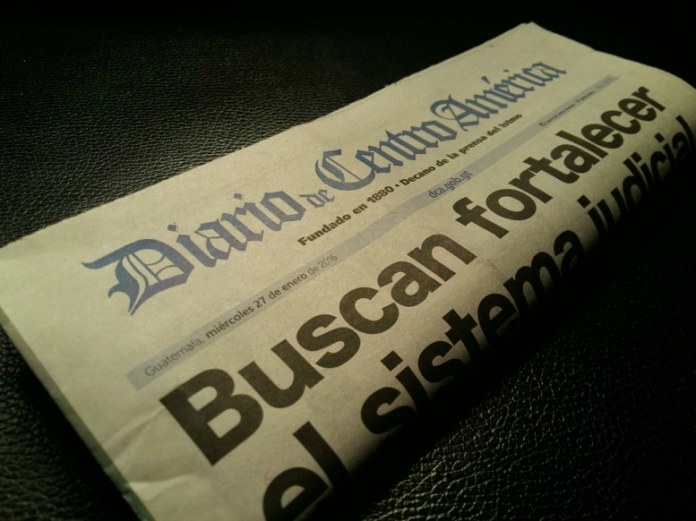 Diario de Centro América
Fundado en 1880 • Decano de la prensa del istmo
Guatemala, miércoles 27 de enero de 2016 dca.gob.gt
Buscan fortalecer
el sistema judicial